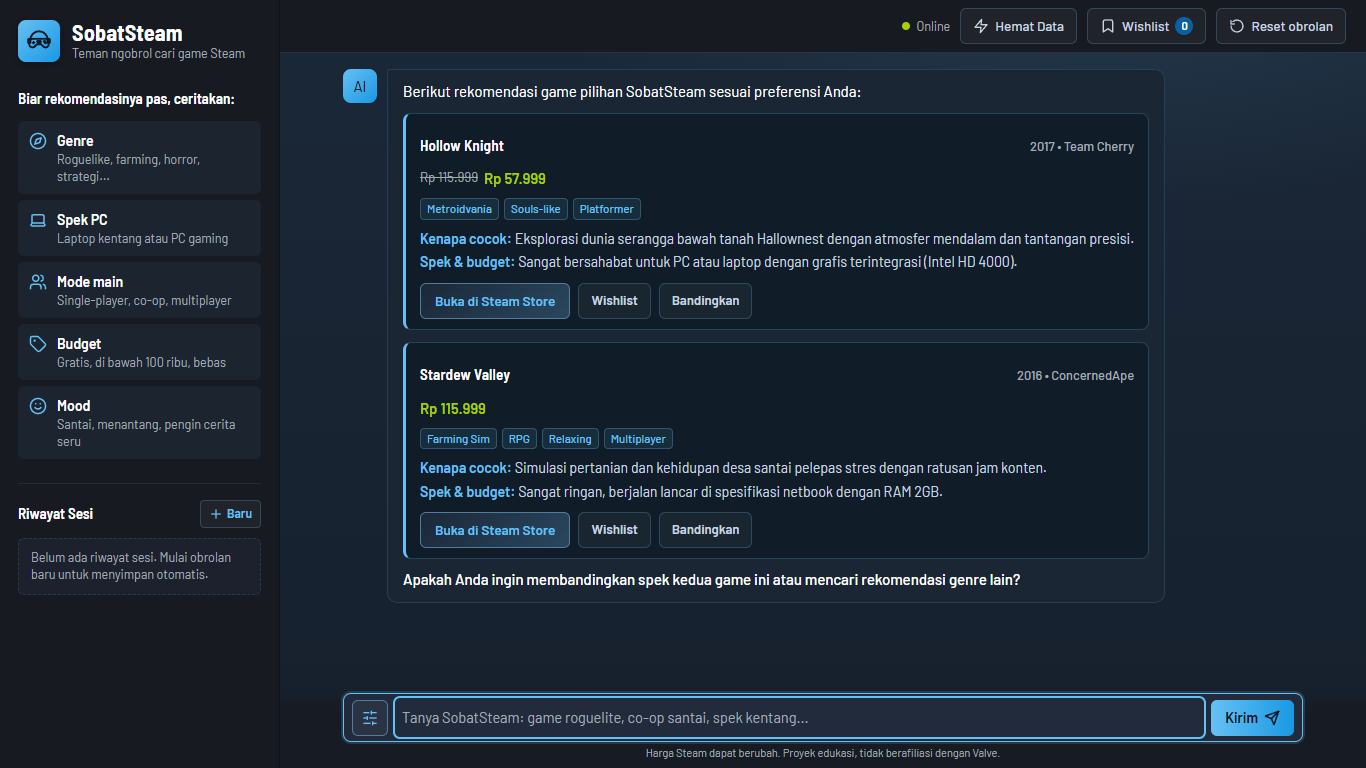 SobatSteam
Teman ngobrol cari game Steam
Biar rekomendasinya pas, ceritakan:
Genre
Roguelike, farming, horror,
strategi...
Spek PC
Laptop kentang atau PC gaming
Mode main
Single-player, co-op, multiplayer
Budget
Gratis, di bawah 100 ribu, bebas
Mood
Santai, menantang, pengin cerita
seru
Riwayat Sesi
Baru
Belum ada riwayat sesi. Mulai obrolan
baru untuk menyimpan otomatis.
Online
Hemat Data
Wishlist 0
Reset obrolan
AI
Berikut rekomendasi game pilihan SobatSteam sesuai preferensi Anda:
Hollow Knight
2017 • Team Cherry
Rp 115.999 Rp 57.999
Metroidvania Souls-like Platformer
Kenapa cocok: Eksplorasi dunia serangga bawah tanah Hallownest dengan atmosfer mendalam dan tantangan presisi.
Spek & budget: Sangat bersahabat untuk PC atau laptop dengan grafis terintegrasi (Intel HD 4000).
Buka di Steam Store Wishlist Bandingkan
Stardew Valley
2016 • ConcernedApe
Rp 115.999
Farming Sim RPG Relaxing Multiplayer
Kenapa cocok: Simulasi pertanian dan kehidupan desa santai pelepas stres dengan ratusan jam konten.
Spek & budget: Sangat ringan, berjalan lancar di spesifikasi netbook dengan RAM 2GB.
Buka di Steam Store Wishlist Bandingkan
Apakah Anda ingin membandingkan spek kedua game ini atau mencari rekomendasi genre lain?
Tanya SobatSteam: game roguelite, co-op santai, spek kentang...
Kirim
Harga Steam dapat berubah. Proyek edukasi, tidak berafiliasi dengan Valve.